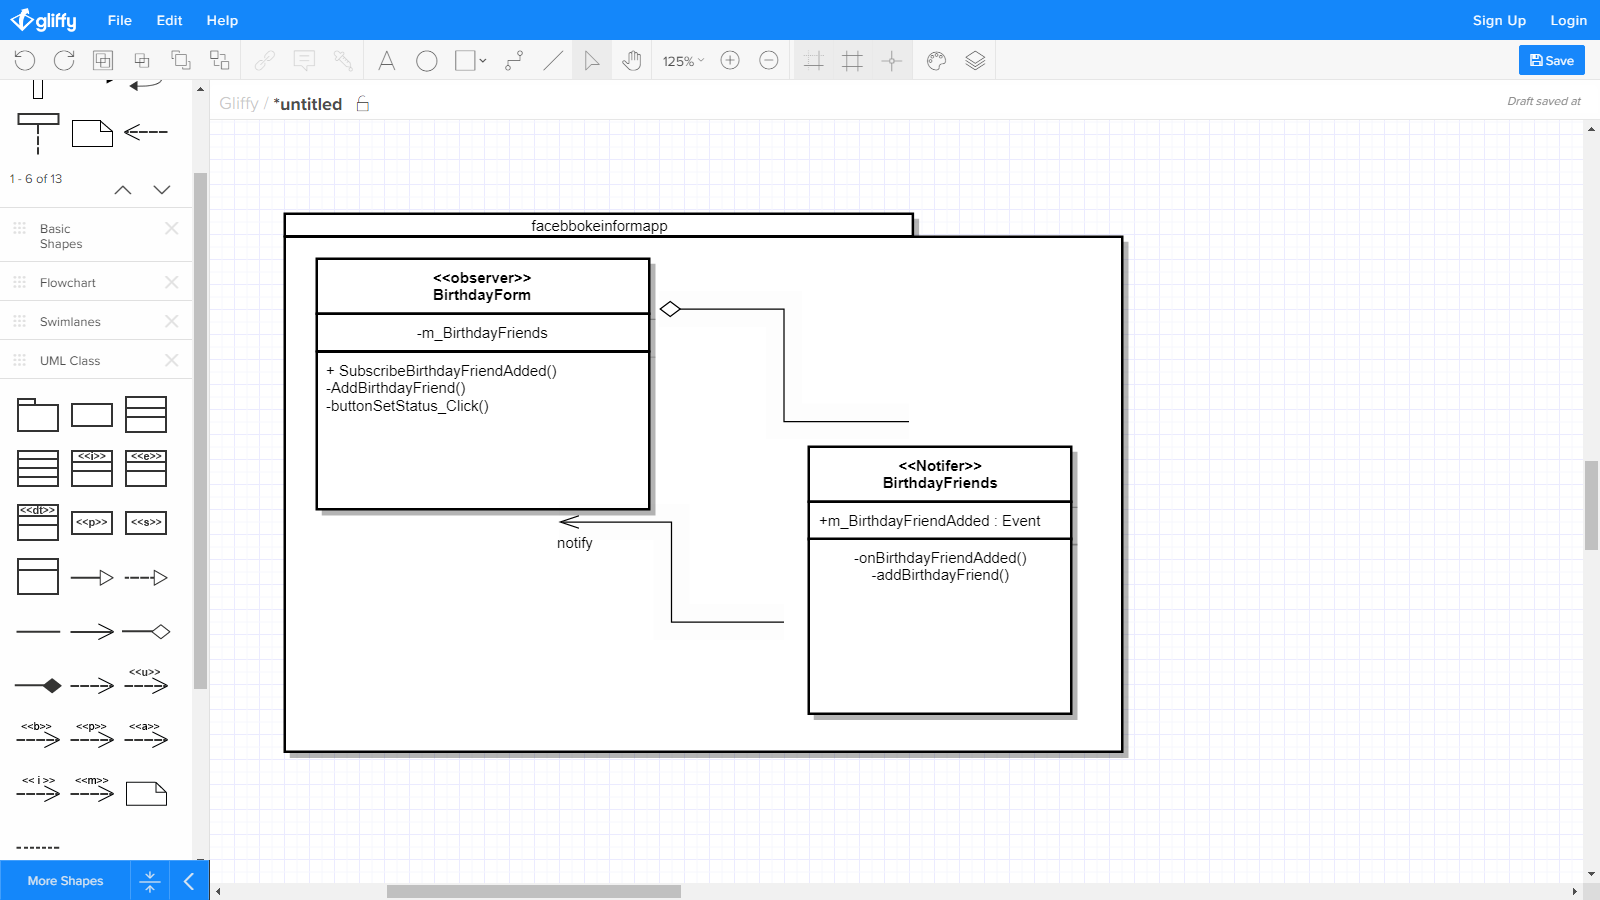 gliffy File Edit Help Sign Up Login
125% Save
Gliffy / *untitled Draft saved at
1 - 6 of 13
Basic
Shapes
Flowchart
Swimlanes
UML Class
<<i>> <<e>>
<<dt>> <<p>> <<s>>
<<u>>
<<b>> <<p>> <<a>>
<< i >> <<m>>
More Shapes
facebbokeinformapp
<<observer>>
BirthdayForm
-m_BirthdayFriends
+ SubscribeBirthdayFriendAdded()
-AddBirthdayFriend()
-buttonSetStatus_Click()
notify
<<Notifer>>
BirthdayFriends
+m_BirthdayFriendAdded : Event
-onBirthdayFriendAdded()
-addBirthdayFriend()